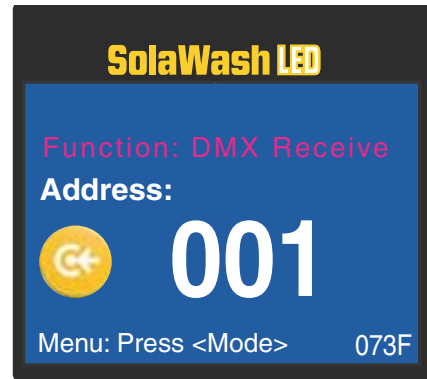 SolaWash LED
Function: DMX Receive
Address:
001
Menu: Press <Mode> 073F